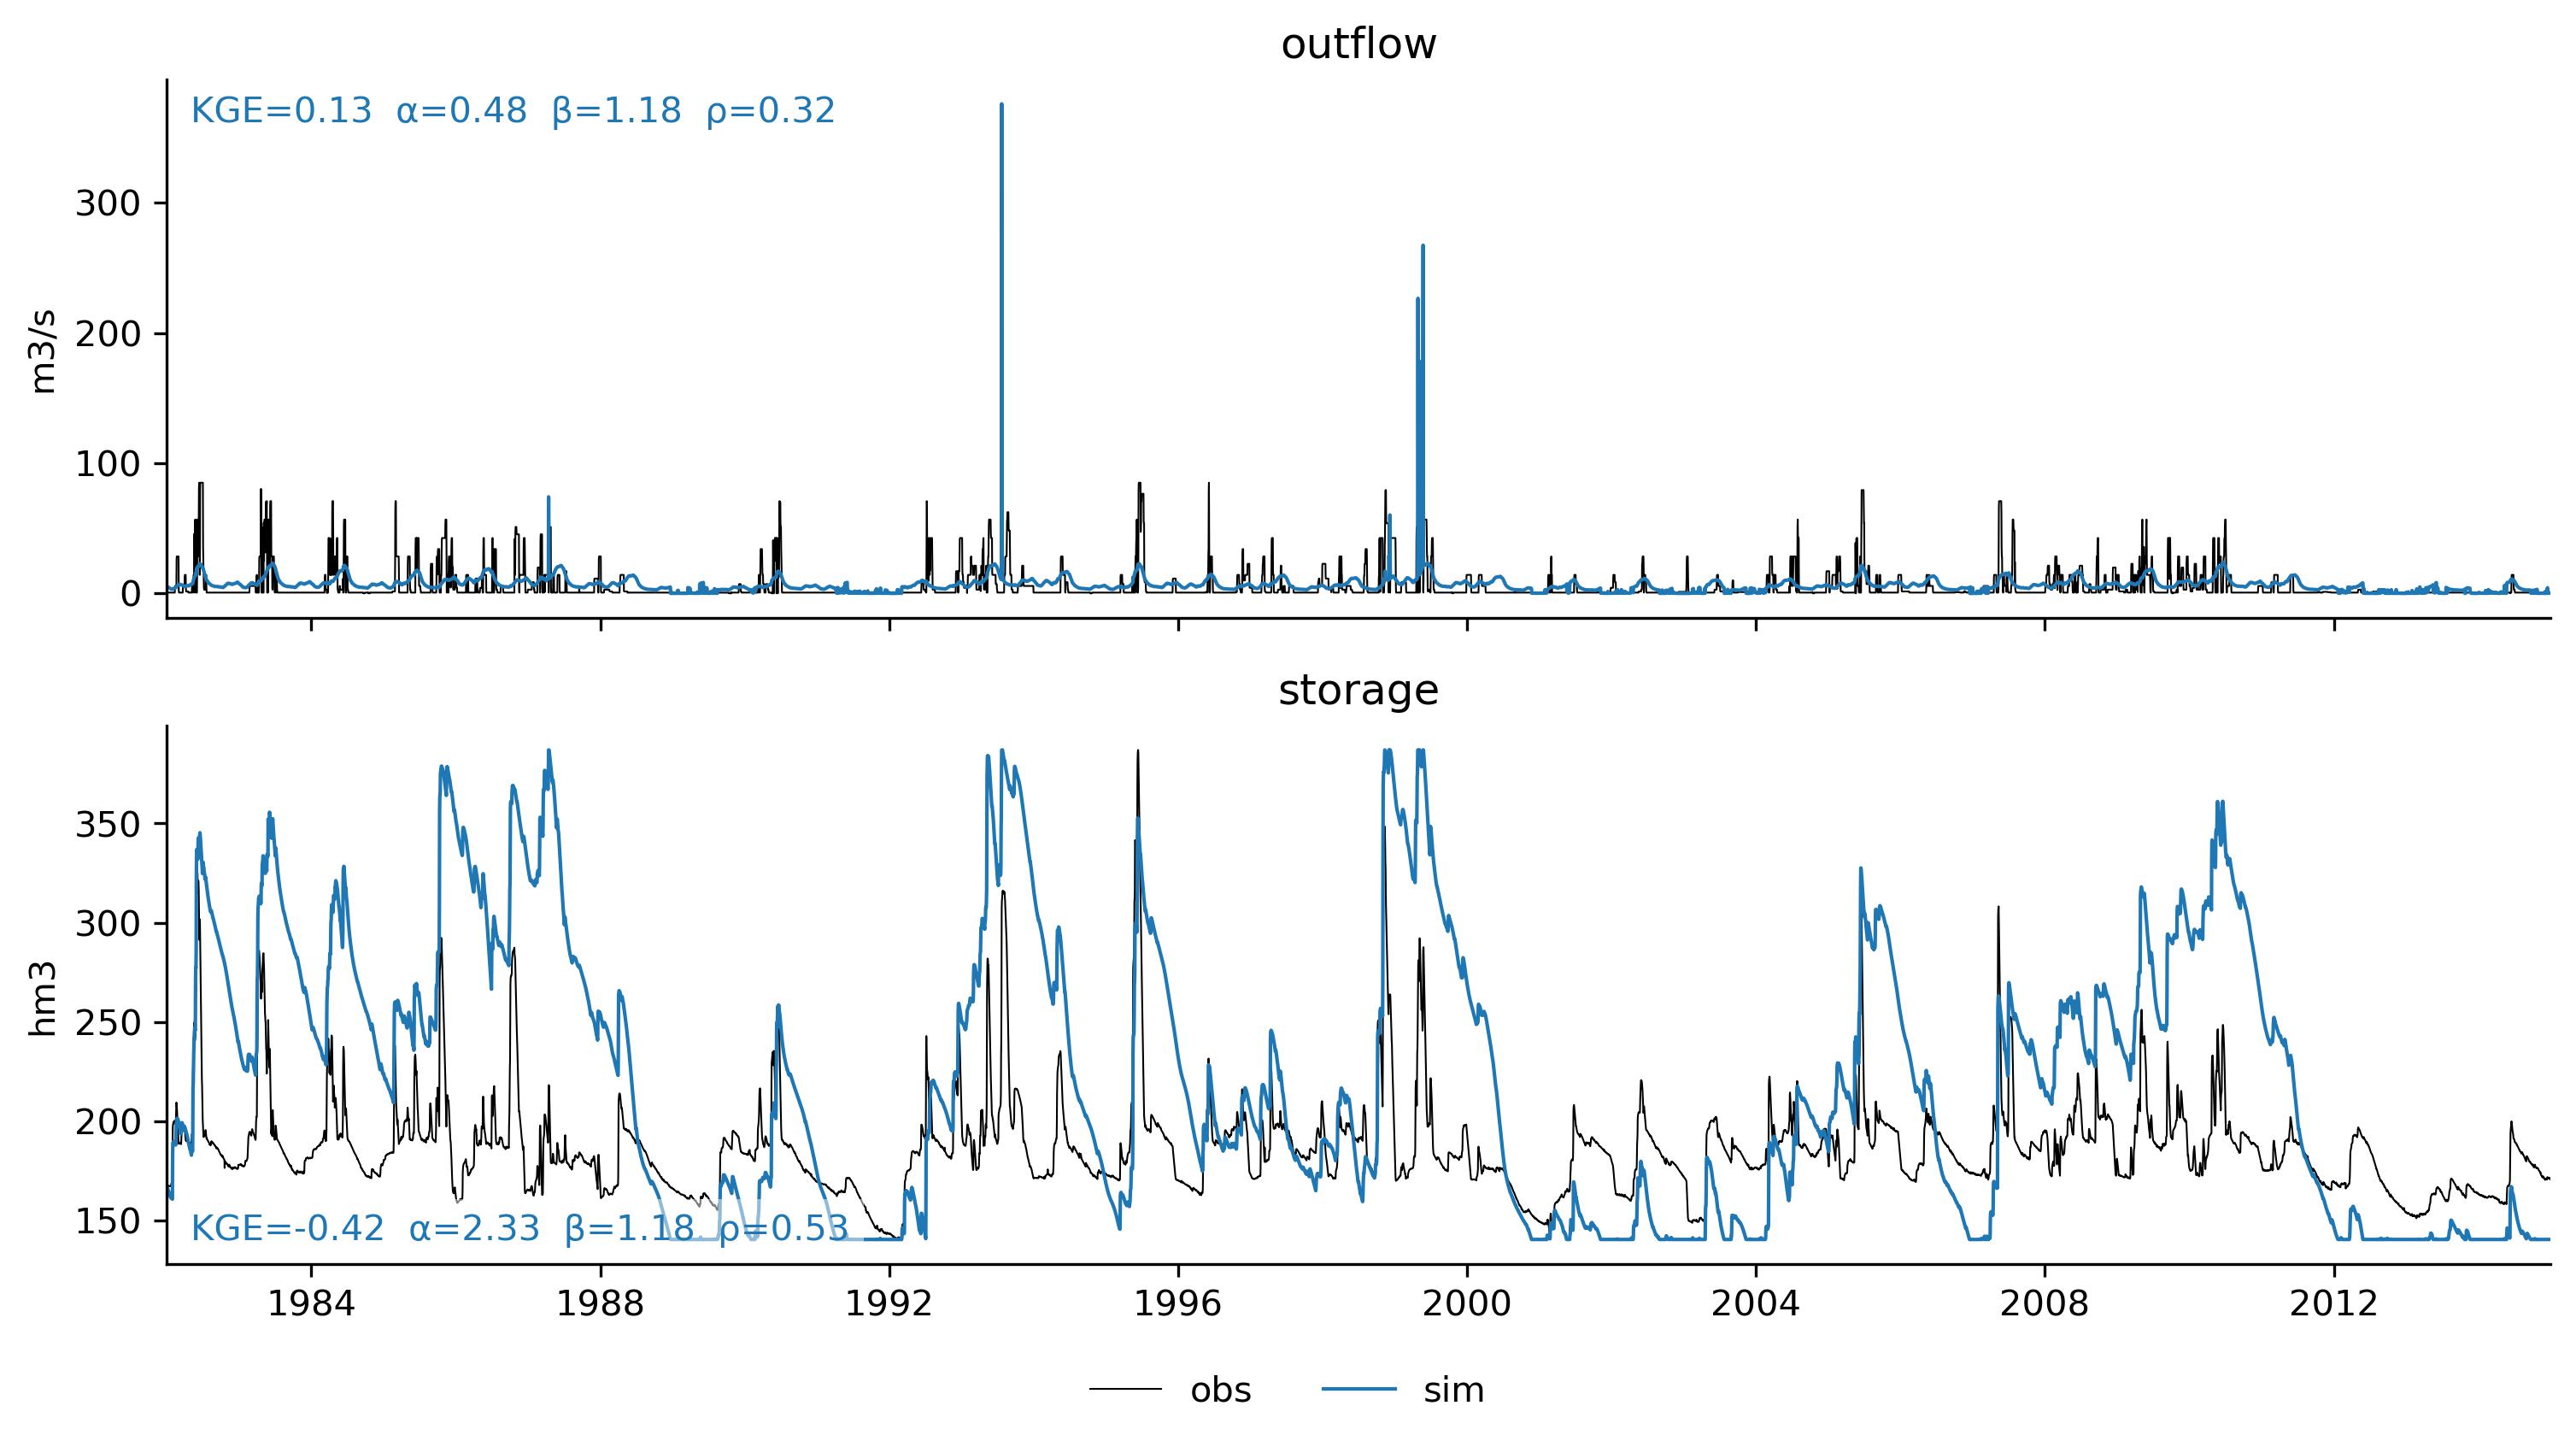 outflow
KGE=0.13 α=0.48 β=1.18 ρ=0.32
m3/s
300
200
100
0
storage
hm3
350
300
250
200
150
KGE=-0.42 α=2.33 β=1.18 ρ=0.53
1984 1988 1992 1996 2000 2004 2008 2012
obs sim